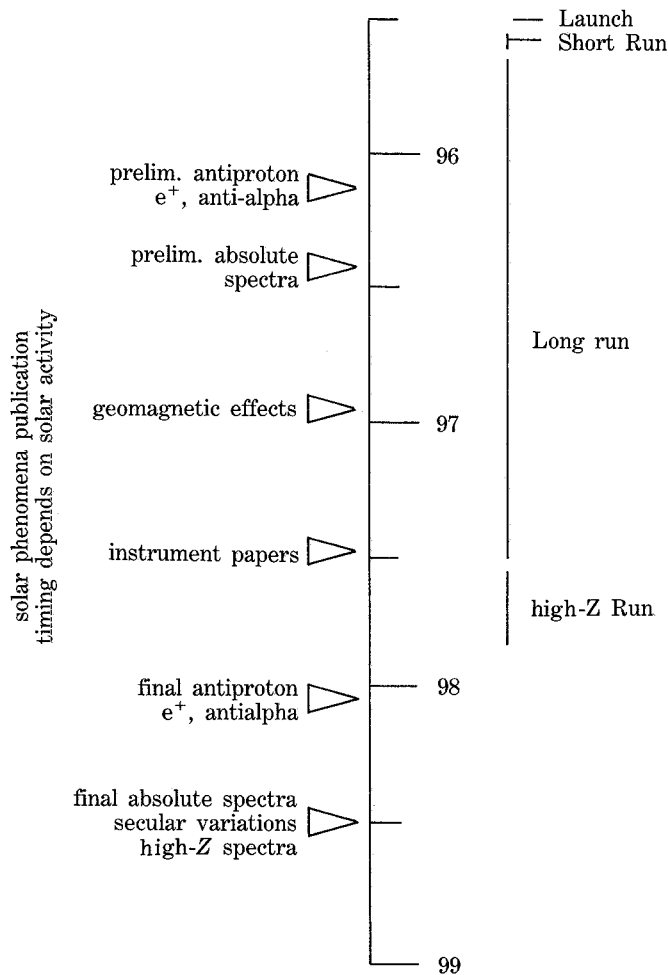 Launch
Short Run
96
prelim. antiproton
e⁺, anti-alpha
prelim. absolute
spectra
Long run
solar phenomena publication
timing depends on solar activity
geomagnetic effects
97
instrument papers
high-Z Run
98
final antiproton
e⁺, antialpha
final absolute spectra
secular variations
high-Z spectra
99